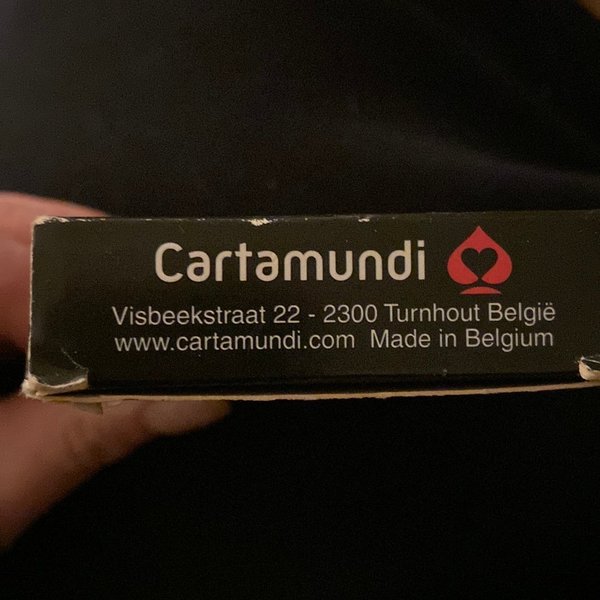 Cartamundi
Visbeekstraat 22 - 2300 Turnhout België
www.cartamundi.com Made in Belgium